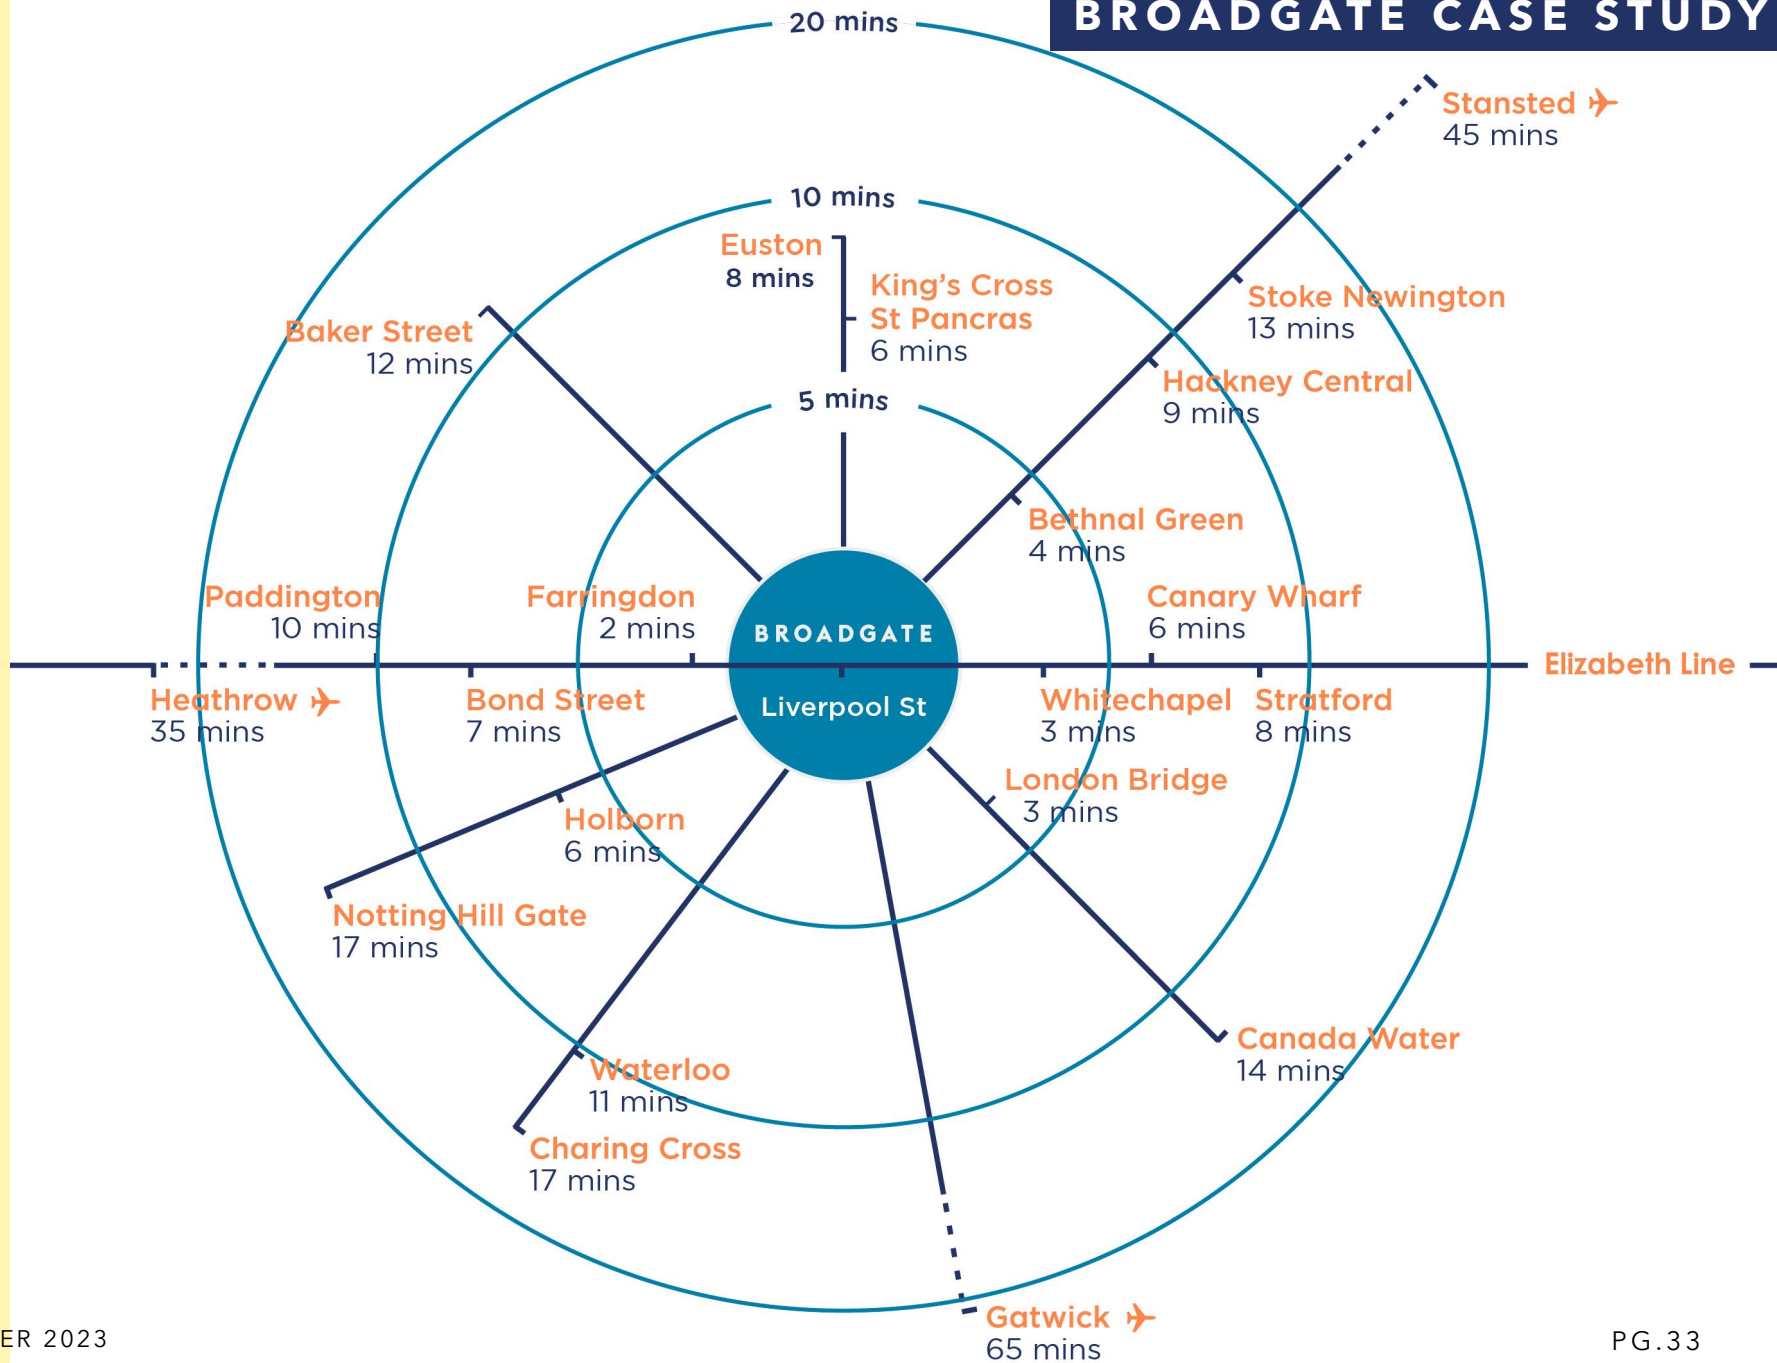 BROADGATE CASE STUDY
20 mins
Stansted
45 mins
10 mins
Euston
8 mins
King's Cross
St Pancras
6 mins
Stoke Newington
13 mins
Baker Street
12 mins
Hackney Central
9 mins
5 mins
Bethnal Green
4 mins
Paddington
10 mins
Farringdon
2 mins
BROADGATE
Liverpool St
Canary Wharf
6 mins
Elizabeth Line
Heathrow
35 mins
Bond Street
7 mins
Whitechapel
3 mins
Stratford
8 mins
London Bridge
3 mins
Holborn
6 mins
Notting Hill Gate
17 mins
Canada Water
14 mins
Waterloo
11 mins
Charing Cross
17 mins
Gatwick
65 mins
ER 2023
PG.33